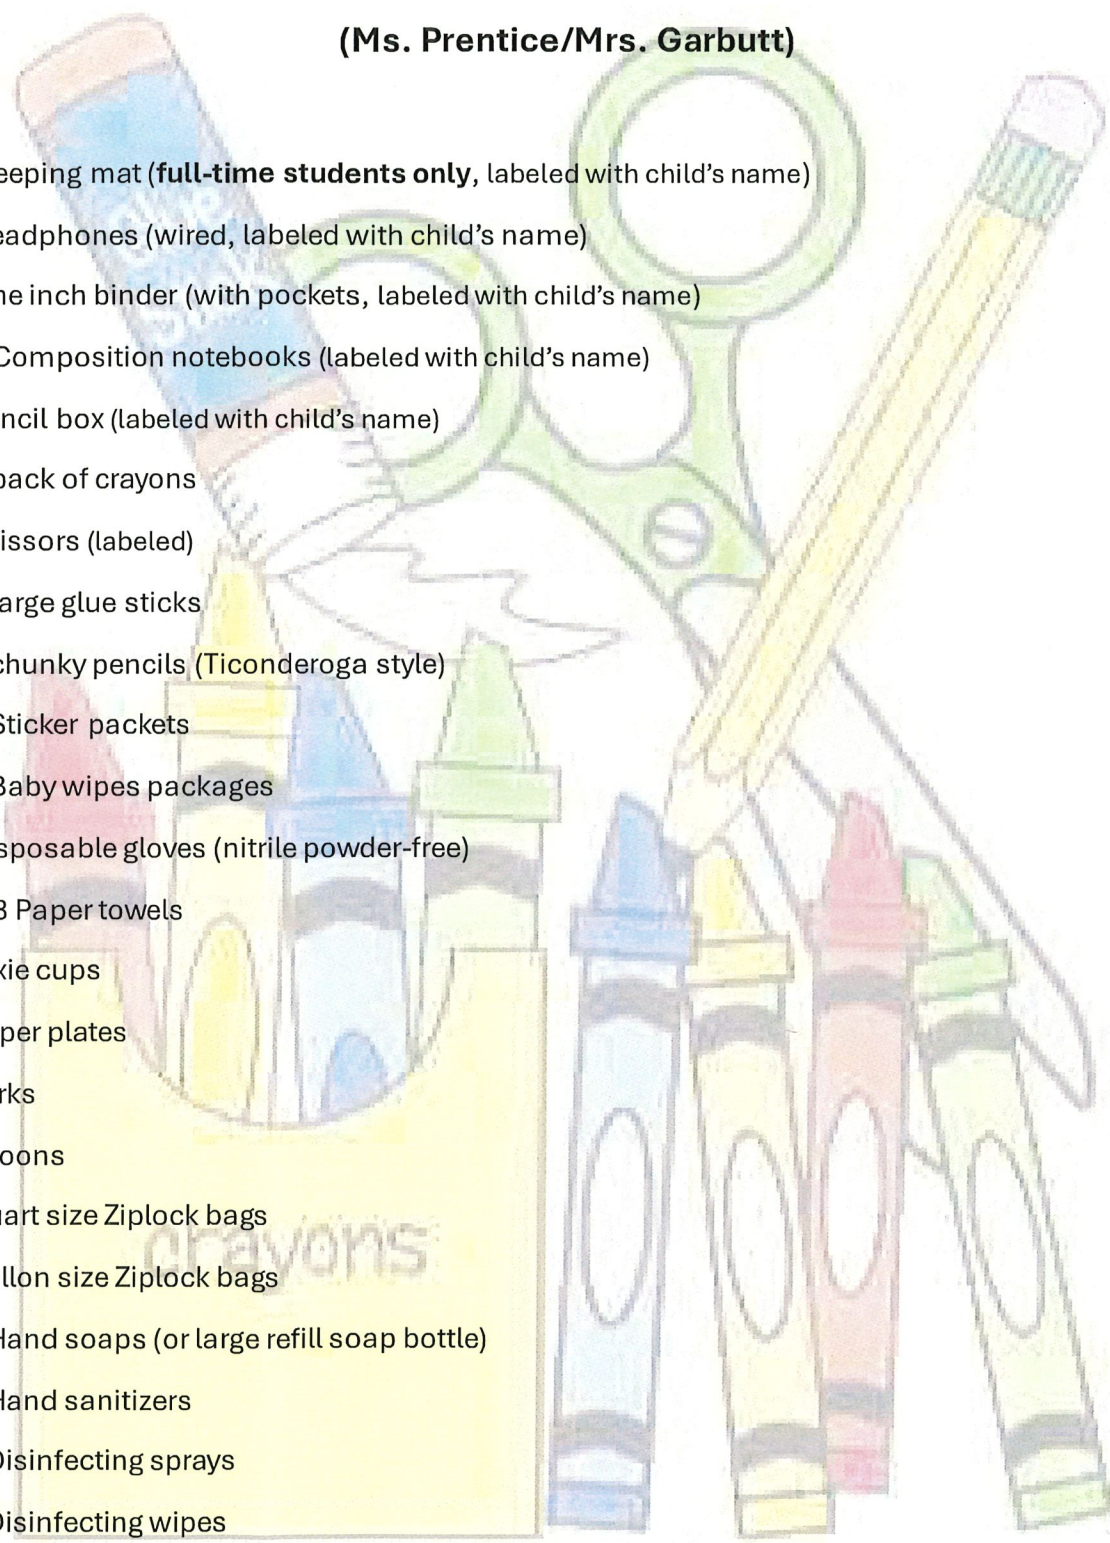 (Ms. Prentice/Mrs. Garbutt)
eeping mat (full-time students only, labeled with child's name)
eadphones (wired, labeled with child's name)
ne inch binder (with pockets, labeled with child's name)
Composition notebooks (labeled with child's name)
ncil box (labeled with child's name)
pack of crayons
issors (labeled)
arge glue sticks
chunky pencils (Ticonderoga style)
Sticker packets
Baby wipes packages
sposable gloves (nitrile powder-free)
8 Paper towels
xie cups
per plates
rks
oons
uart size Ziplock bags
llon size Ziplock bags
crayons
Hand soaps (or large refill soap bottle)
Hand sanitizers
Disinfecting sprays
Disinfecting wipes
Glue
Stick